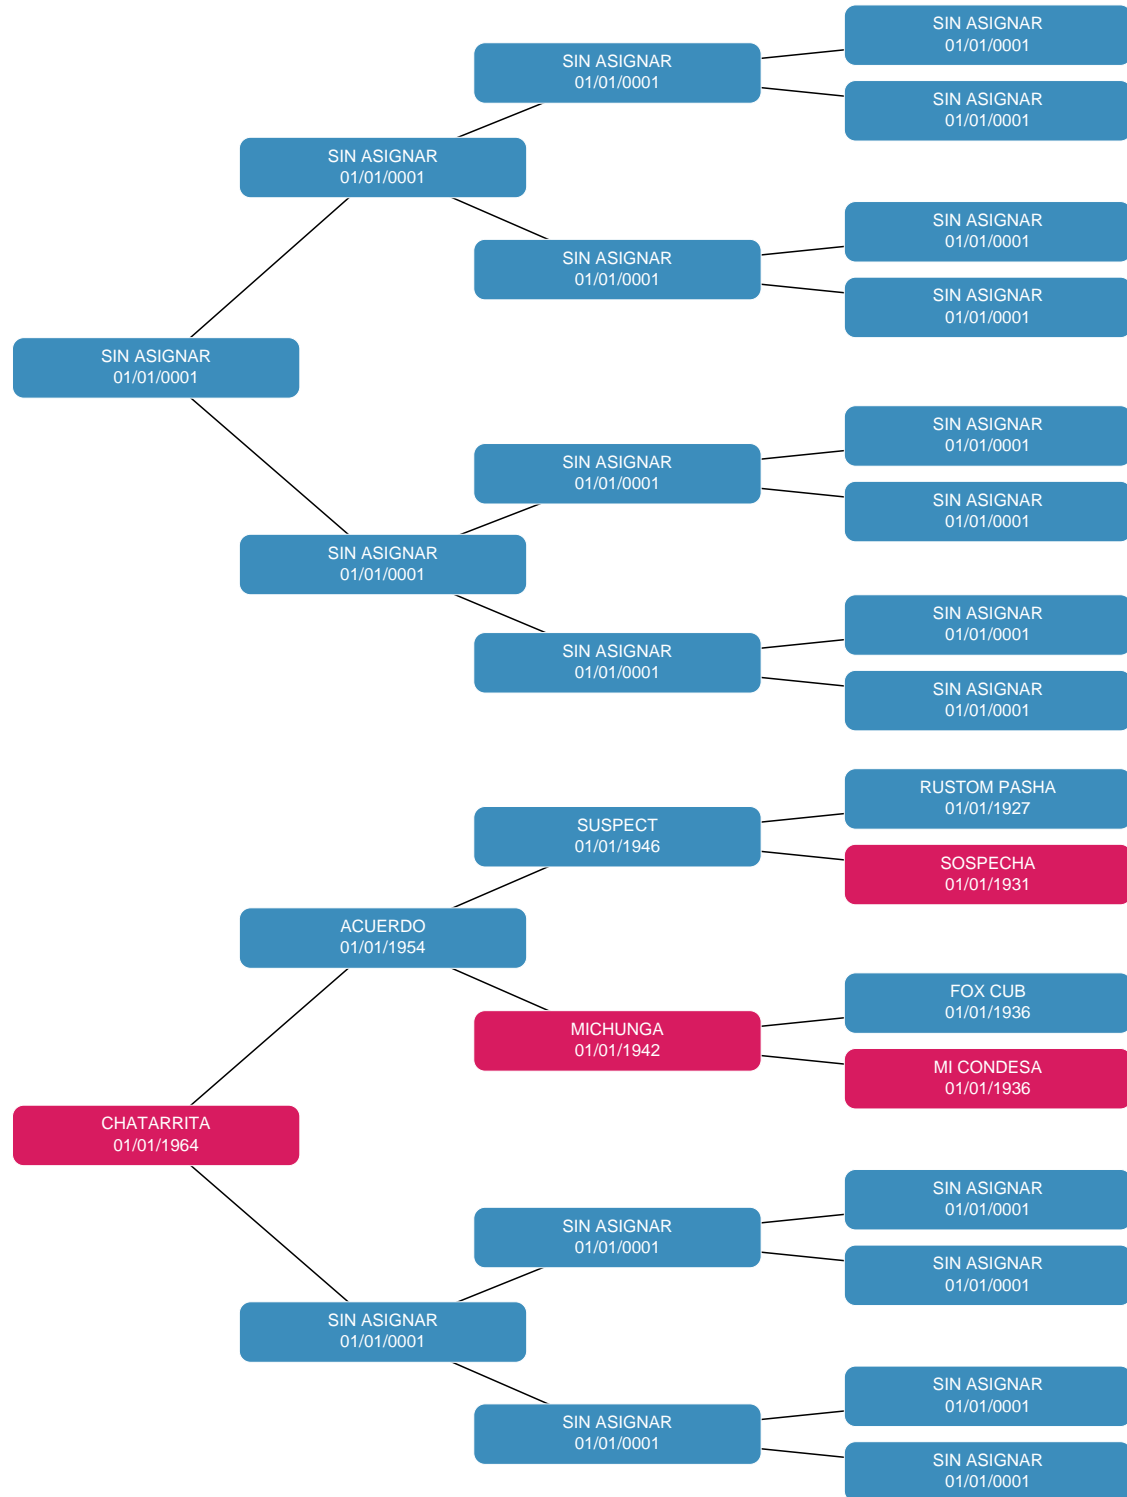 SIN ASIGNAR
01/01/0001
SIN ASIGNAR
01/01/0001
SIN ASIGNAR
01/01/0001
SIN ASIGNAR
01/01/0001
SIN ASIGNAR
01/01/0001
SIN ASIGNAR
01/01/0001
SIN ASIGNAR
01/01/0001
SIN ASIGNAR
01/01/0001
SIN ASIGNAR
01/01/0001
SIN ASIGNAR
01/01/0001
SIN ASIGNAR
01/01/0001
SIN ASIGNAR
01/01/0001
SIN ASIGNAR
01/01/0001
SIN ASIGNAR
01/01/0001
SIN ASIGNAR
01/01/0001
RUSTOM PASHA
01/01/1927
SUSPECT
01/01/1946
SOSPECHA
01/01/1931
ACUERDO
01/01/1954
FOX CUB
01/01/1936
MICHUNGA
01/01/1942
MI CONDESA
01/01/1936
CHATARRITA
01/01/1964
SIN ASIGNAR
01/01/0001
SIN ASIGNAR
01/01/0001
SIN ASIGNAR
01/01/0001
SIN ASIGNAR
01/01/0001
SIN ASIGNAR
01/01/0001
SIN ASIGNAR
01/01/0001
SIN ASIGNAR
01/01/0001